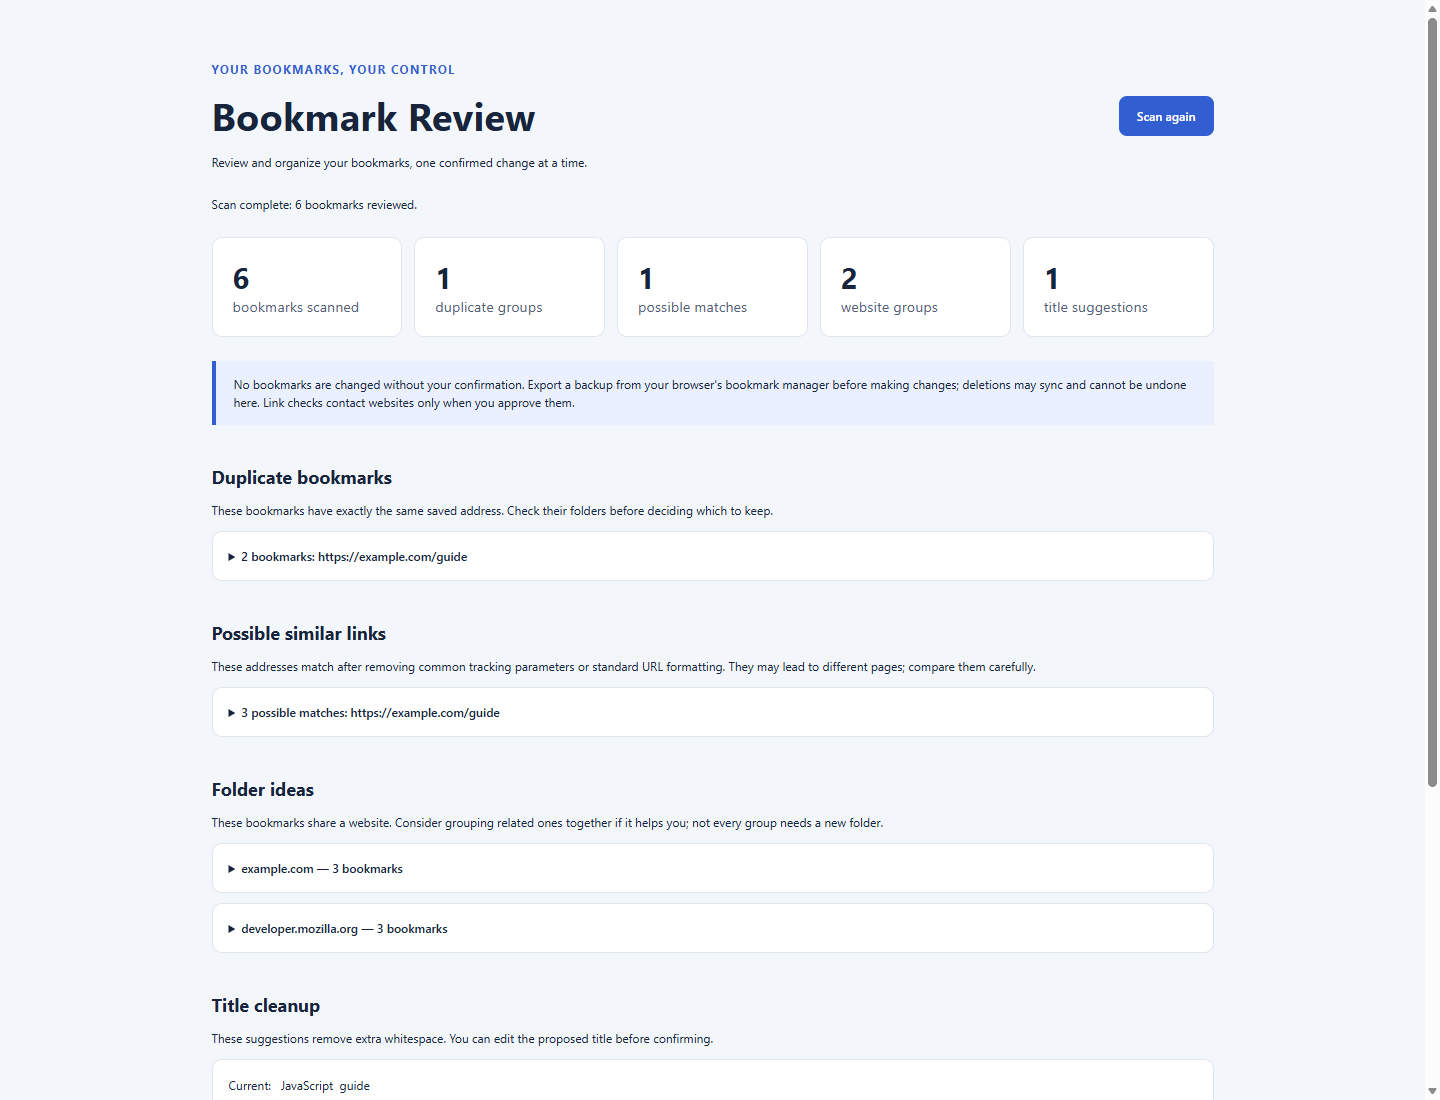 YOUR BOOKMARKS, YOUR CONTROL
Bookmark Review
Scan again
Review and organize your bookmarks, one confirmed change at a time.
Scan complete: 6 bookmarks reviewed.
6
bookmarks scanned
1
duplicate groups
1
possible matches
2
website groups
1
title suggestions
No bookmarks are changed without your confirmation. Export a backup from your browser's bookmark manager before making changes; deletions may sync and cannot be undone
here. Link checks contact websites only when you approve them.
Duplicate bookmarks
These bookmarks have exactly the same saved address. Check their folders before deciding which to keep.
2 bookmarks: https://example.com/guide
Possible similar links
These addresses match after removing common tracking parameters or standard URL formatting. They may lead to different pages; compare them carefully.
3 possible matches: https://example.com/guide
Folder ideas
These bookmarks share a website. Consider grouping related ones together if it helps you; not every group needs a new folder.
example.com — 3 bookmarks
developer.mozilla.org — 3 bookmarks
Title cleanup
These suggestions remove extra whitespace. You can edit the proposed title before confirming.
Current:   JavaScript  guide